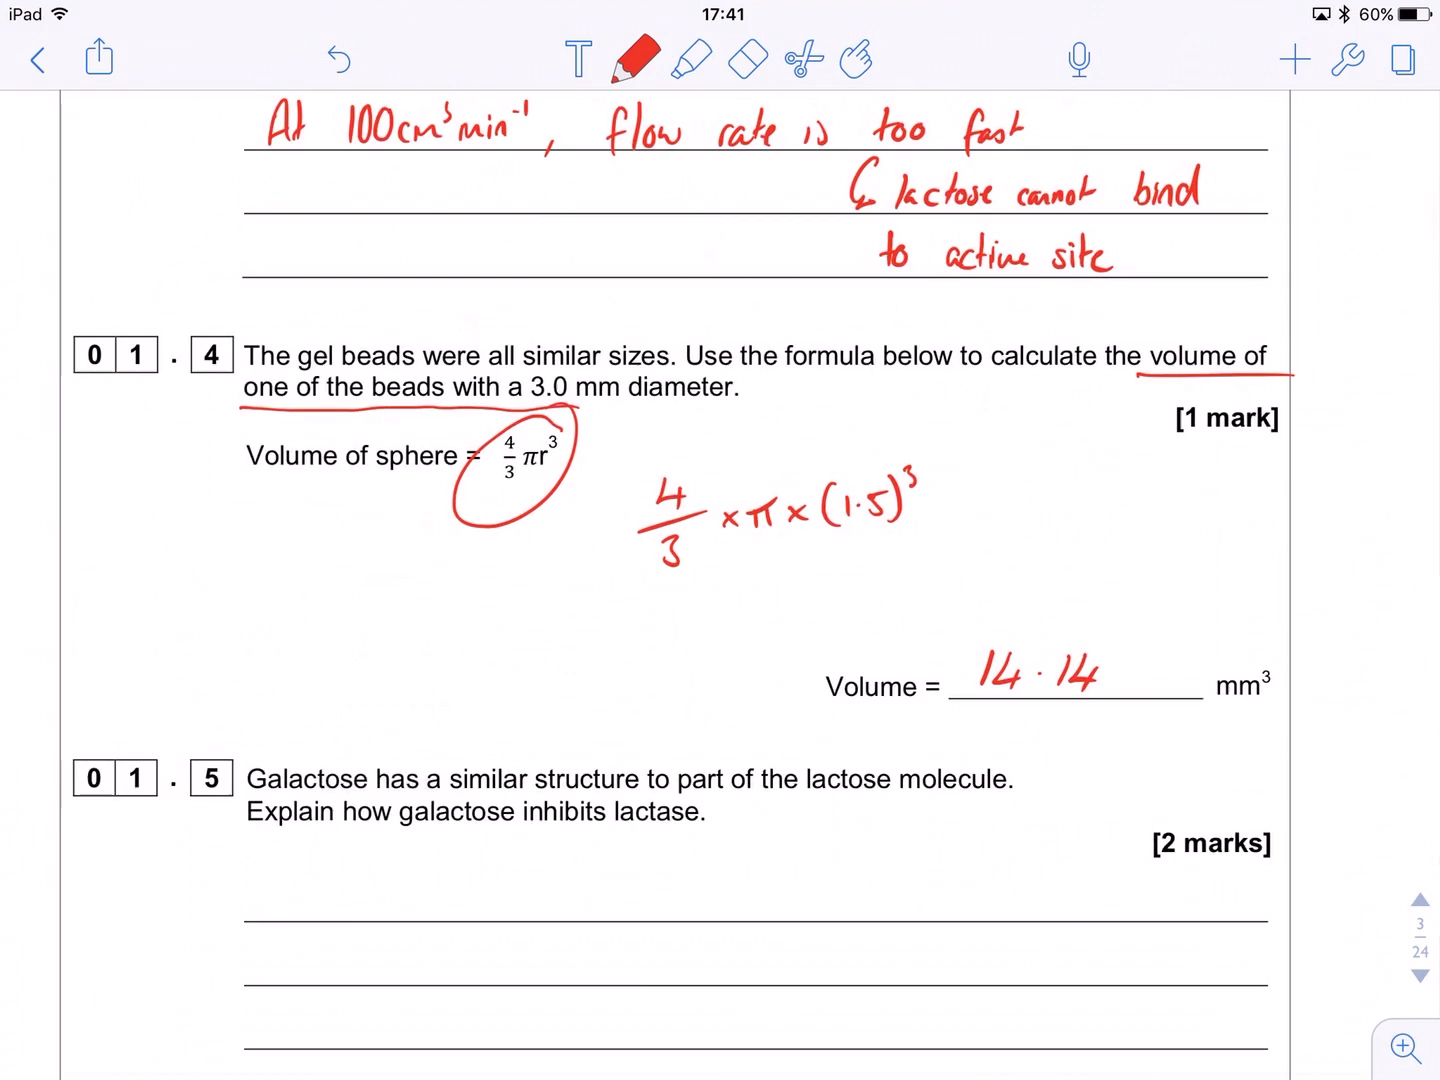 iPad 17:41 60%
T
At 100cm³min⁻¹, flow rate is too fast
lactose cannot bind
to active site
0 1 . 4 The gel beads were all similar sizes. Use the formula below to calculate the volume of
one of the beads with a 3.0 mm diameter.
[1 mark]
Volume of sphere = 4/3 πr³
4/3 × π × (1.5)³
Volume = 14.14 mm³
0 1 . 5 Galactose has a similar structure to part of the lactose molecule.
Explain how galactose inhibits lactase.
[2 marks]
3
24